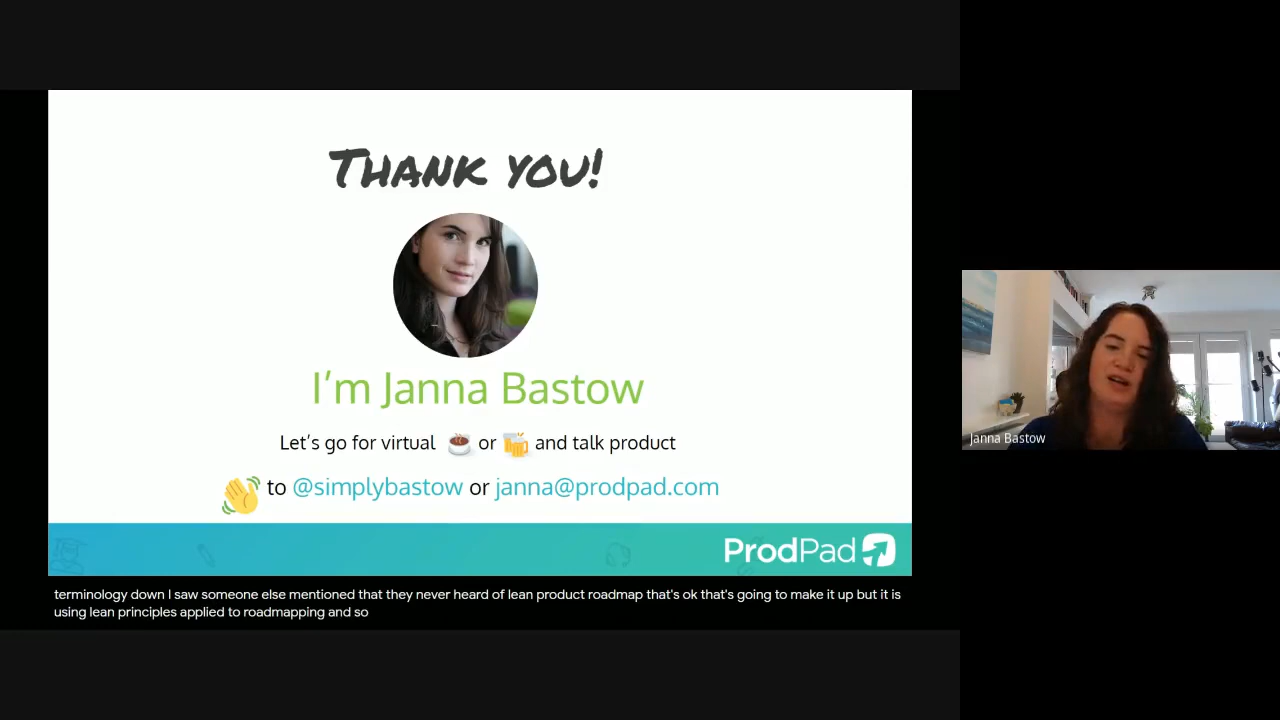 Thank you!
I'm Janna Bastow
Let's go for virtual ☕ or 🍻 and talk product
👋 to @simplybastow or janna@prodpad.com
ProdPad
terminology down I saw someone else mentioned that they never heard of lean product roadmap that's ok that's going to make it up but it is
using lean principles applied to roadmapping and so
Janna Bastow